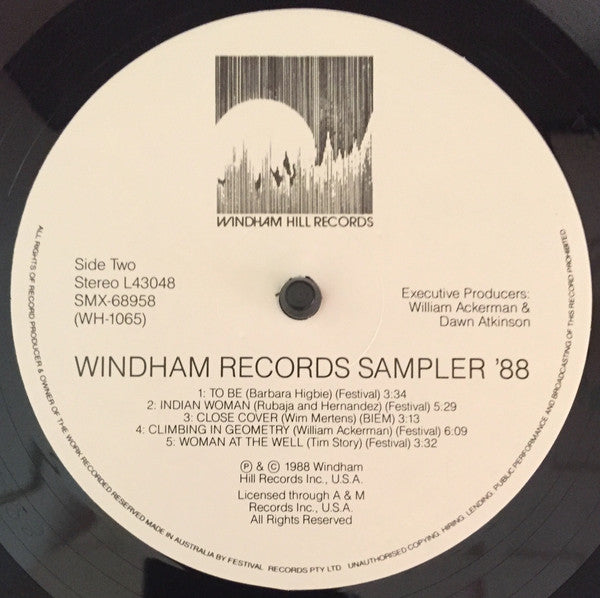 WINDHAM HILL RECORDS
Side Two
Stereo L43048
SMX-68958
(WH-1065)
Executive Producers:
William Ackerman &
Dawn Atkinson
WINDHAM RECORDS SAMPLER '88
1: TO BE (Barbara Higbie) (Festival) 3:34
2: INDIAN WOMAN (Rubaja and Hernandez) (Festival) 5:29
3: CLOSE COVER (Wim Mertens) (BIEM) 3:13
4: CLIMBING IN GEOMETRY (William Ackerman) (Festival) 6:09
5: WOMAN AT THE WELL (Tim Story) (Festival) 3:32
Ⓟ & © 1988 Windham
Hill Records Inc., U.S.A.
Licensed through A & M
Records Inc., U.S.A.
All Rights Reserved
ALL RIGHTS OF RECORD PRODUCER & OWNER OF THE WORK RECORDED RESERVED MADE IN AUSTRALIA BY FESTIVAL RECORDS PTY LTD UNAUTHORISED COPYING, HIRING, LENDING, PUBLIC PERFORMANCE AND BROADCASTING OF THIS RECORD PROHIBITED